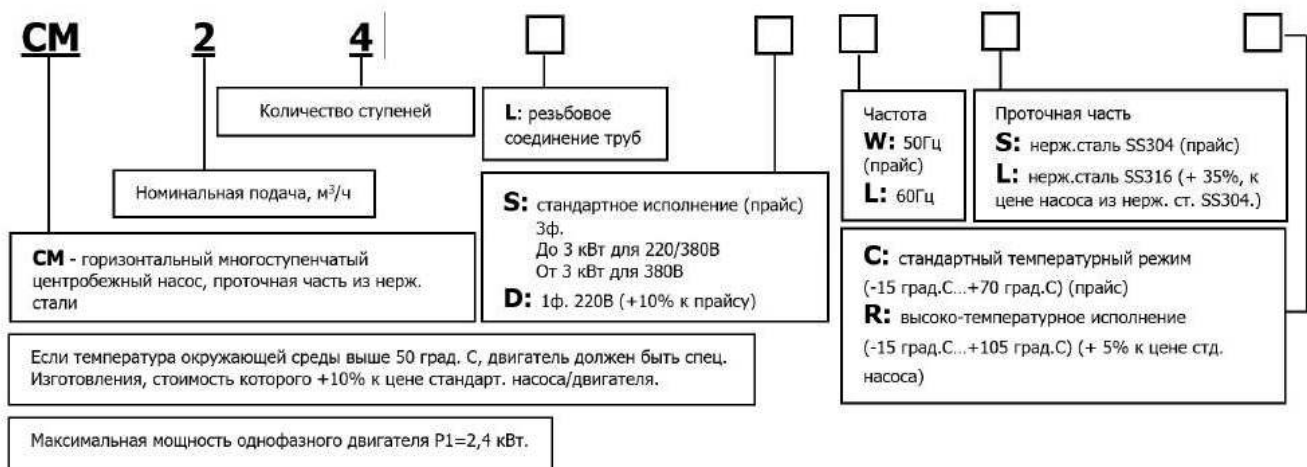 CM 2 4
Количество ступеней
L: резьбовое
соединение труб
Частота
W: 50Гц
(прайс)
L: 60Гц
Проточная часть
S: нерж.сталь SS304 (прайс)
L: нерж.сталь SS316 (+ 35%, к
цене насоса из нерж. ст. SS304.)
Номинальная подача, м³/ч
S: стандартное исполнение (прайс)
3ф.
До 3 кВт для 220/380В
От 3 кВт для 380В
D: 1ф. 220В (+10% к прайсу)
СМ - горизонтальный многоступенчатый
центробежный насос, проточная часть из нерж.
стали
C: стандартный температурный режим
(-15 град.С...+70 град.С) (прайс)
R: высоко-температурное исполнение
(-15 град.С...+105 град.С) (+ 5% к цене стд.
насоса)
Если температура окружающей среды выше 50 град. С, двигатель должен быть спец.
Изготовления, стоимость которого +10% к цене стандарт. насоса/двигателя.
Максимальная мощность однофазного двигателя P1=2,4 кВт.